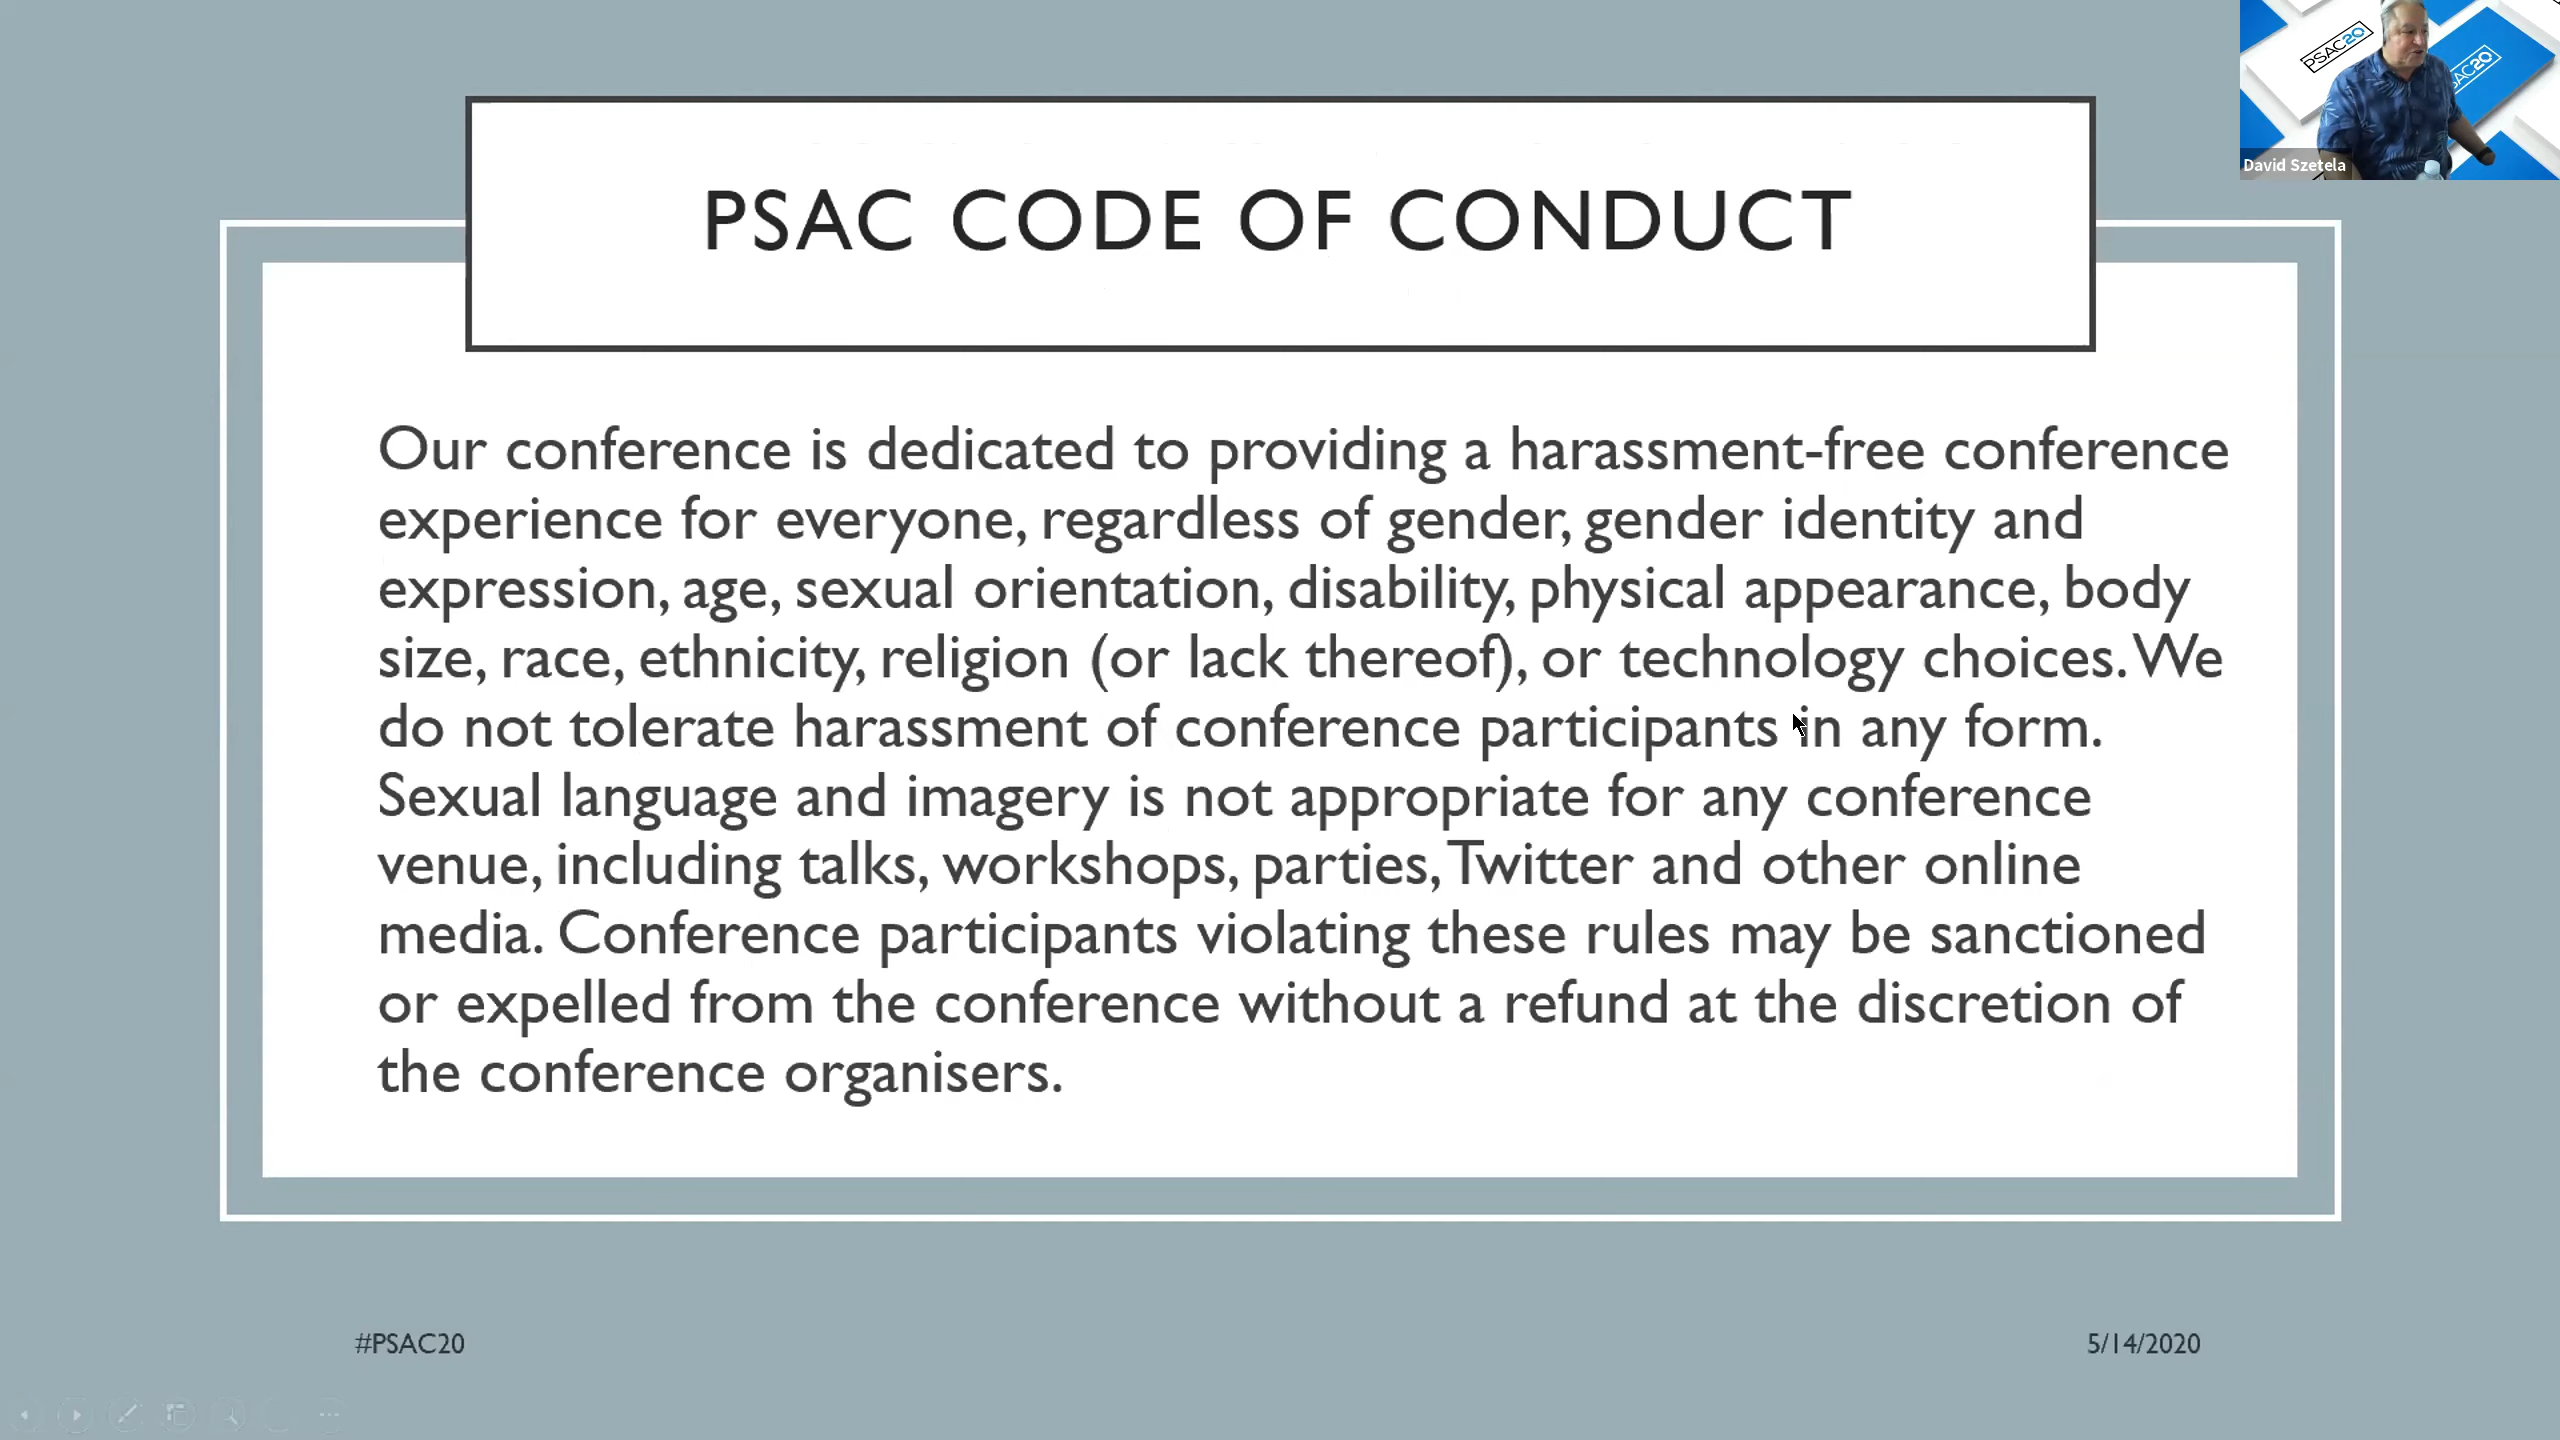 PSAC20
SAC20
David Szetela
PSAC CODE OF CONDUCT
Our conference is dedicated to providing a harassment-free conference
experience for everyone, regardless of gender, gender identity and
expression, age, sexual orientation, disability, physical appearance, body
size, race, ethnicity, religion (or lack thereof), or technology choices. We
do not tolerate harassment of conference participants in any form.
Sexual language and imagery is not appropriate for any conference
venue, including talks, workshops, parties, Twitter and other online
media. Conference participants violating these rules may be sanctioned
or expelled from the conference without a refund at the discretion of
the conference organisers.
#PSAC20
5/14/2020